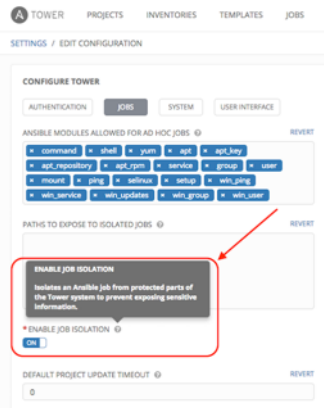 A TOWER PROJECTS INVENTORIES TEMPLATES JOBS
SETTINGS / EDIT CONFIGURATION
CONFIGURE TOWER
AUTHENTICATION JOBS SYSTEM USER INTERFACE
ANSIBLE MODULES ALLOWED FOR AD HOC JOBS ? REVERT
× command × shell × yum × apt × apt_key
× apt_repository × apt_rpm × service × group × user
× mount × ping × selinux × setup × win_ping
× win_service × win_updates × win_group × win_user
PATHS TO EXPOSE TO ISOLATED JOBS ? REVERT
ENABLE JOB ISOLATION
Isolates an Ansible job from protected parts of
the Tower system to prevent exposing sensitive
information.
* ENABLE JOB ISOLATION ?
ON
DEFAULT PROJECT UPDATE TIMEOUT ? REVERT
0